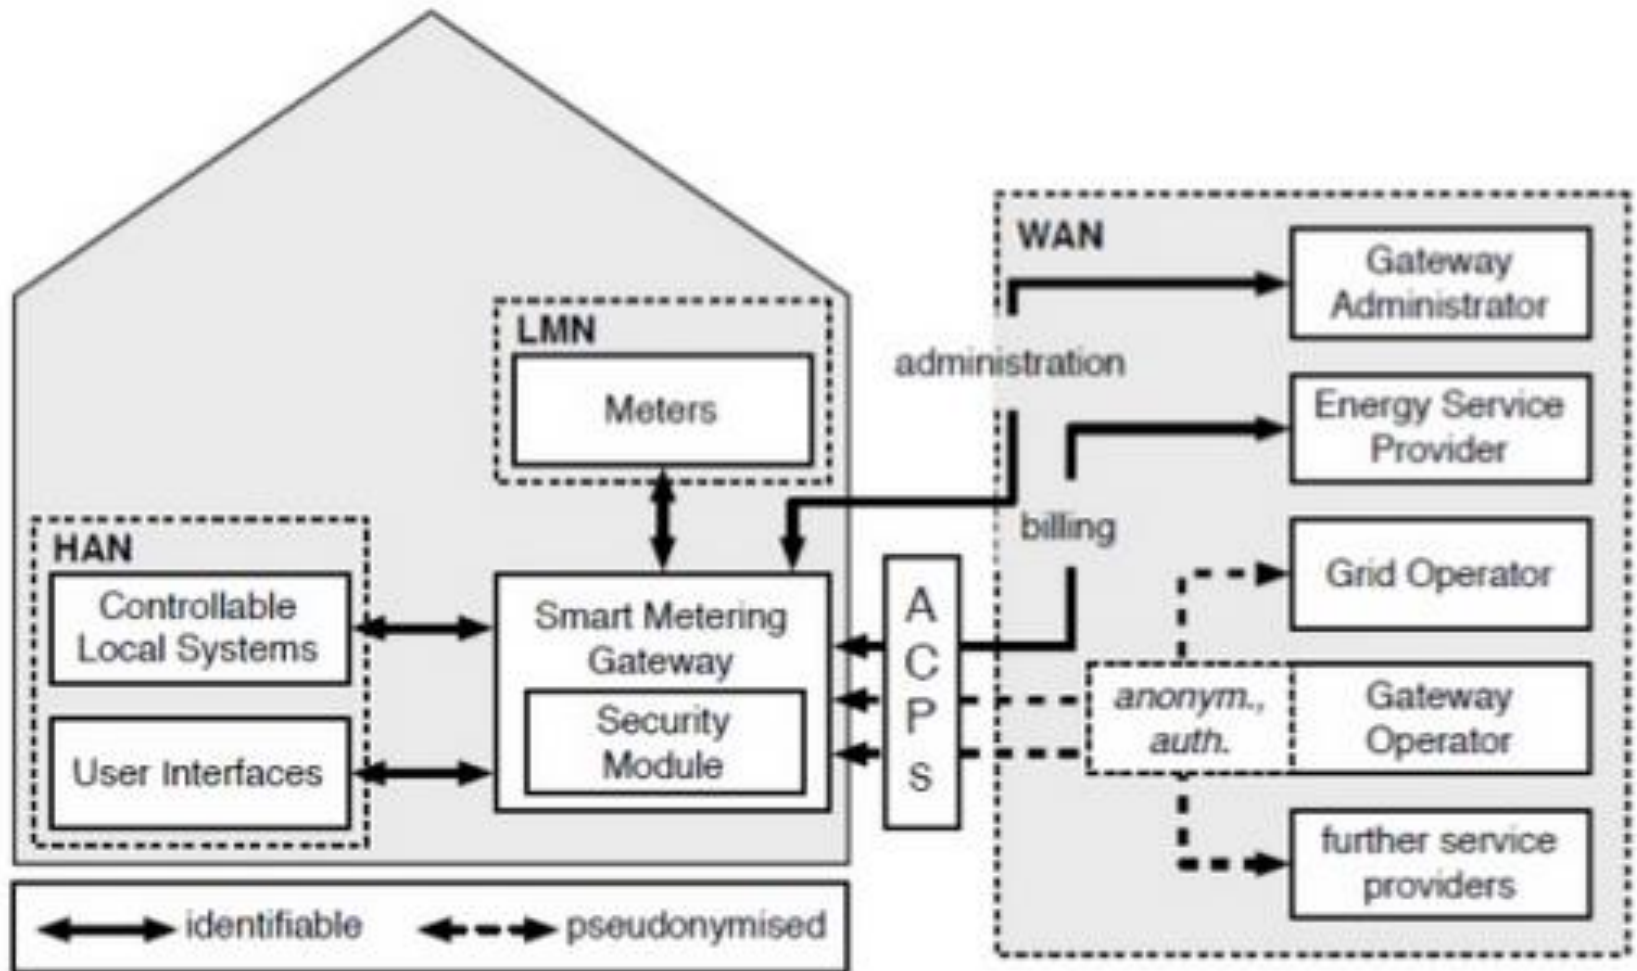 WAN
Gateway
Administrator
LMN
Meters
administration
Energy Service
Provider
billing
HAN
Controllable
Local Systems
User Interfaces
Smart Metering
Gateway
Security
Module
A
C
P
s
Grid Operator
anonym.,
auth.
Gateway
Operator
further service
providers
identifiable
pseudonymised